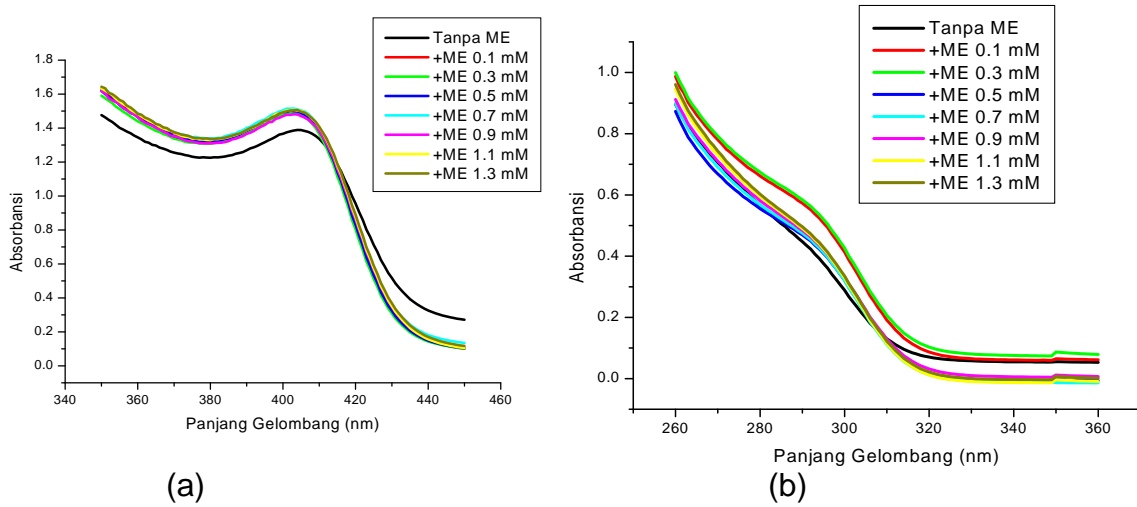 Tanpa ME
+ME 0.1 mM
+ME 0.3 mM
+ME 0.5 mM
+ME 0.7 mM
+ME 0.9 mM
+ME 1.1 mM
+ME 1.3 mM
1.8
1.6
1.4
1.2
1.0
0.8
0.6
0.4
0.2
0.0
Absorbansi
340 360 380 400 420 440 460
Panjang Gelombang (nm)
(a)
Tanpa ME
+ME 0.1 mM
+ME 0.3 mM
+ME 0.5 mM
+ME 0.7 mM
+ME 0.9 mM
+ME 1.1 mM
+ME 1.3 mM
1.0
0.8
0.6
0.4
0.2
0.0
Absorbansi
260 280 300 320 340 360
Panjang Gelombang (nm)
(b)